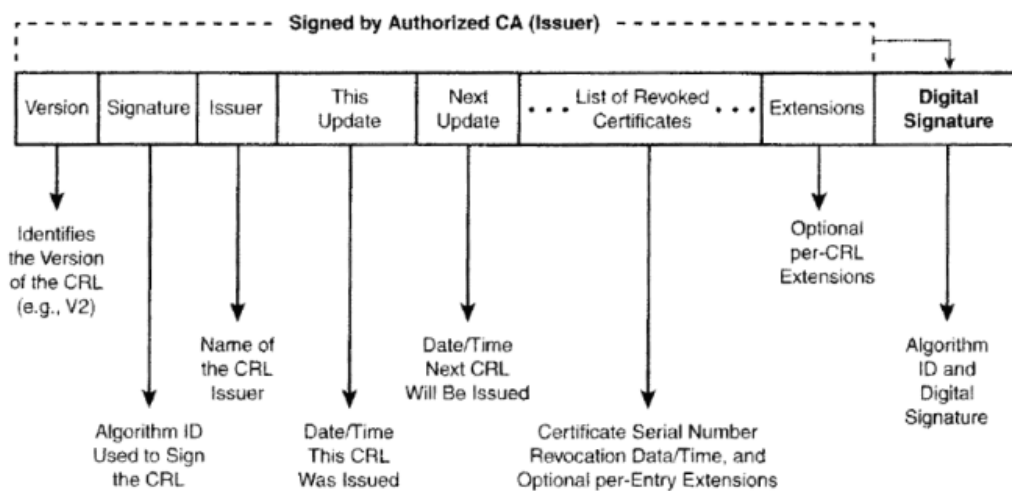 Signed by Authorized CA (Issuer)
Version
Signature
Issuer
This
Update
Next
Update
• • • List of Revoked • • •
Certificates
Extensions
Digital
Signature
Identifies
the Version
of the CRL
(e.g., V2)
Algorithm ID
Used to Sign
the CRL
Name of
the CRL
Issuer
Date/Time
This CRL
Was Issued
Date/Time
Next CRL
Will Be Issued
Certificate Serial Number
Revocation Data/Time, and
Optional per-Entry Extensions
Optional
per-CRL
Extensions
Algorithm
ID and
Digital
Signature